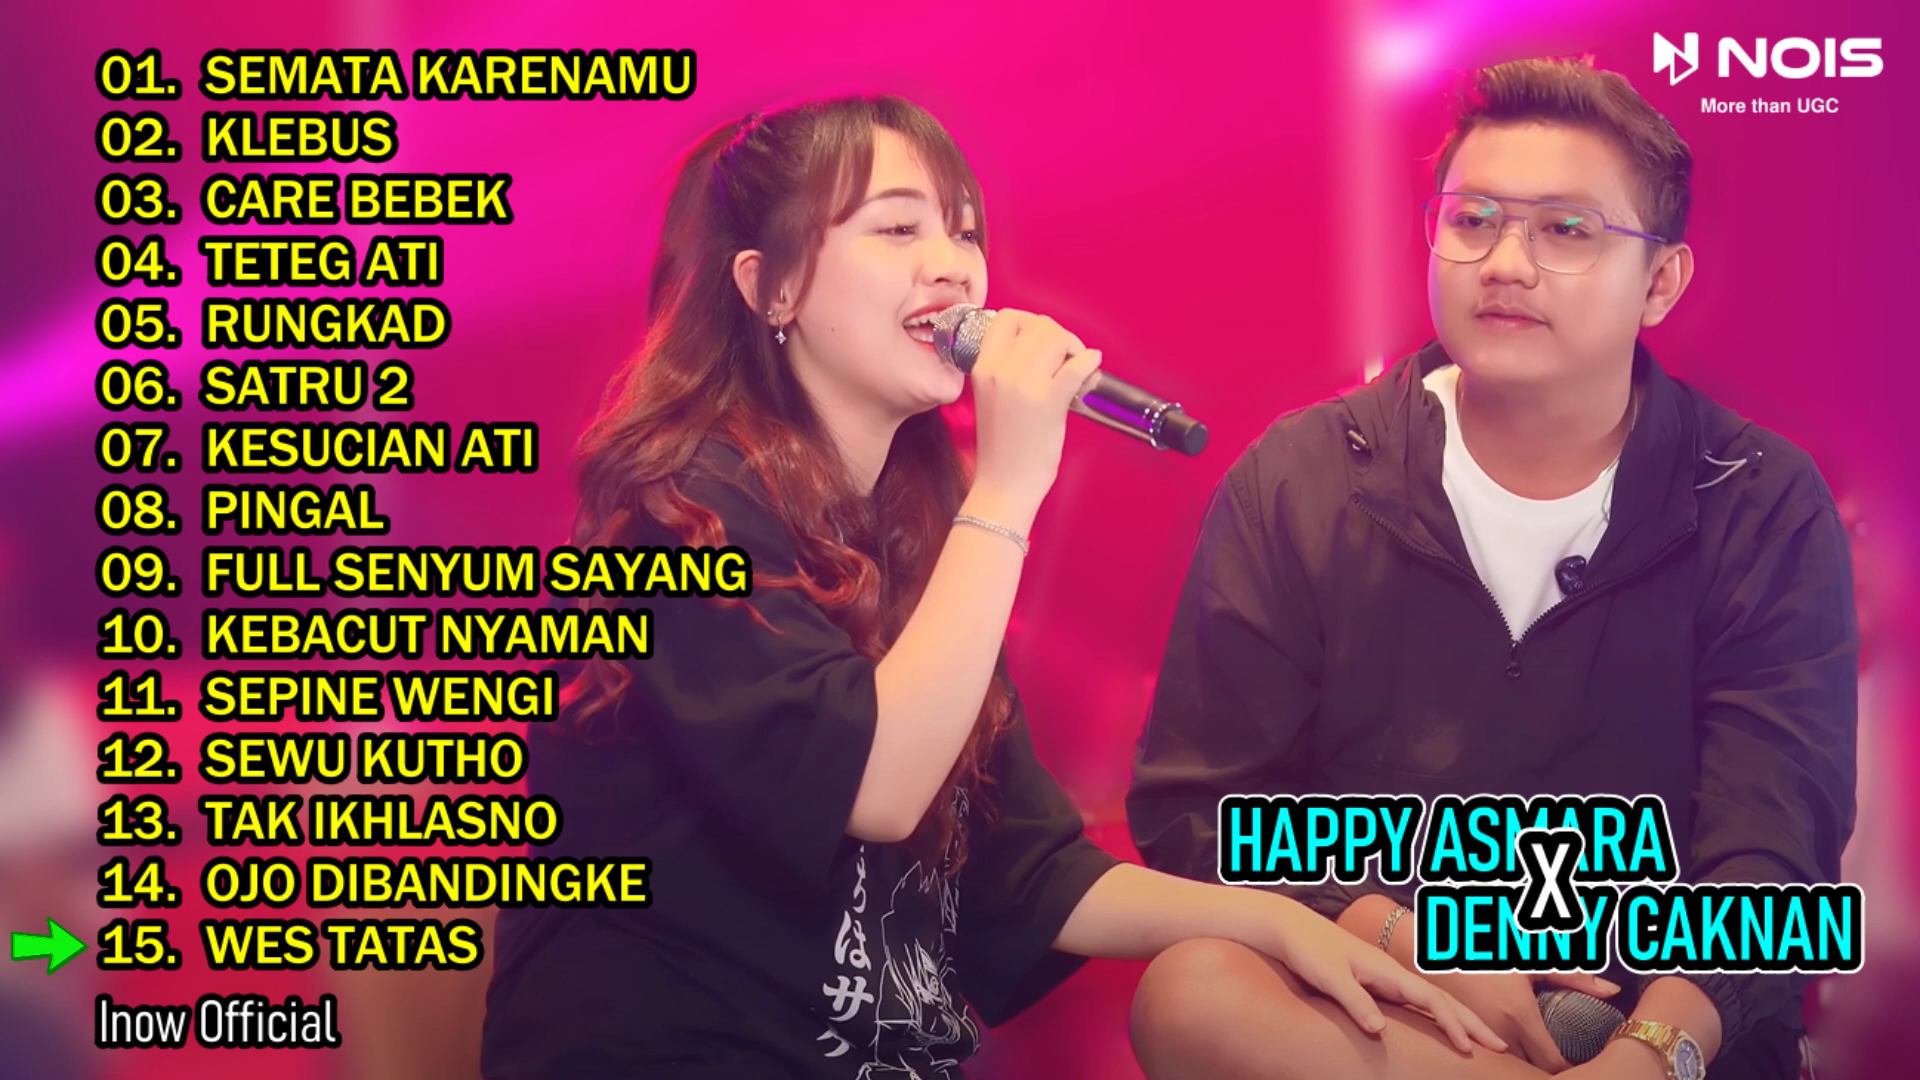 01. SEMATA KARENAMU
02. KLEBUS
03. CARE BEBEK
04. TETEG ATI
05. RUNGKAD
06. SATRU 2
07. KESUCIAN ATI
08. PINGAL
09. FULL SENYUM SAYANG
10. KEBACUT NYAMAN
11. SEPINE WENGI
12. SEWU KUTHO
13. TAK IKHLASNO
14. OJO DIBANDINGKE
15. WES TATAS
Inow Official
NOIS
More than UGC
HAPPY ASMARA
X
DENNY CAKNAN